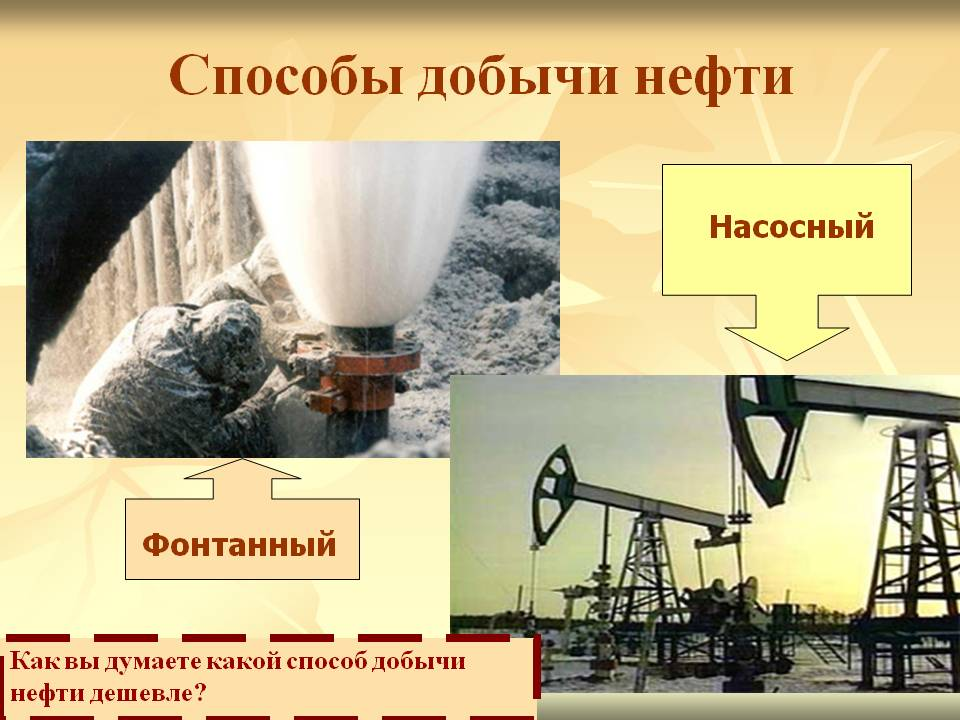 Способы добычи нефти
Насосный
Фонтанный
Как вы думаете какой способ добычи
нефти дешевле?